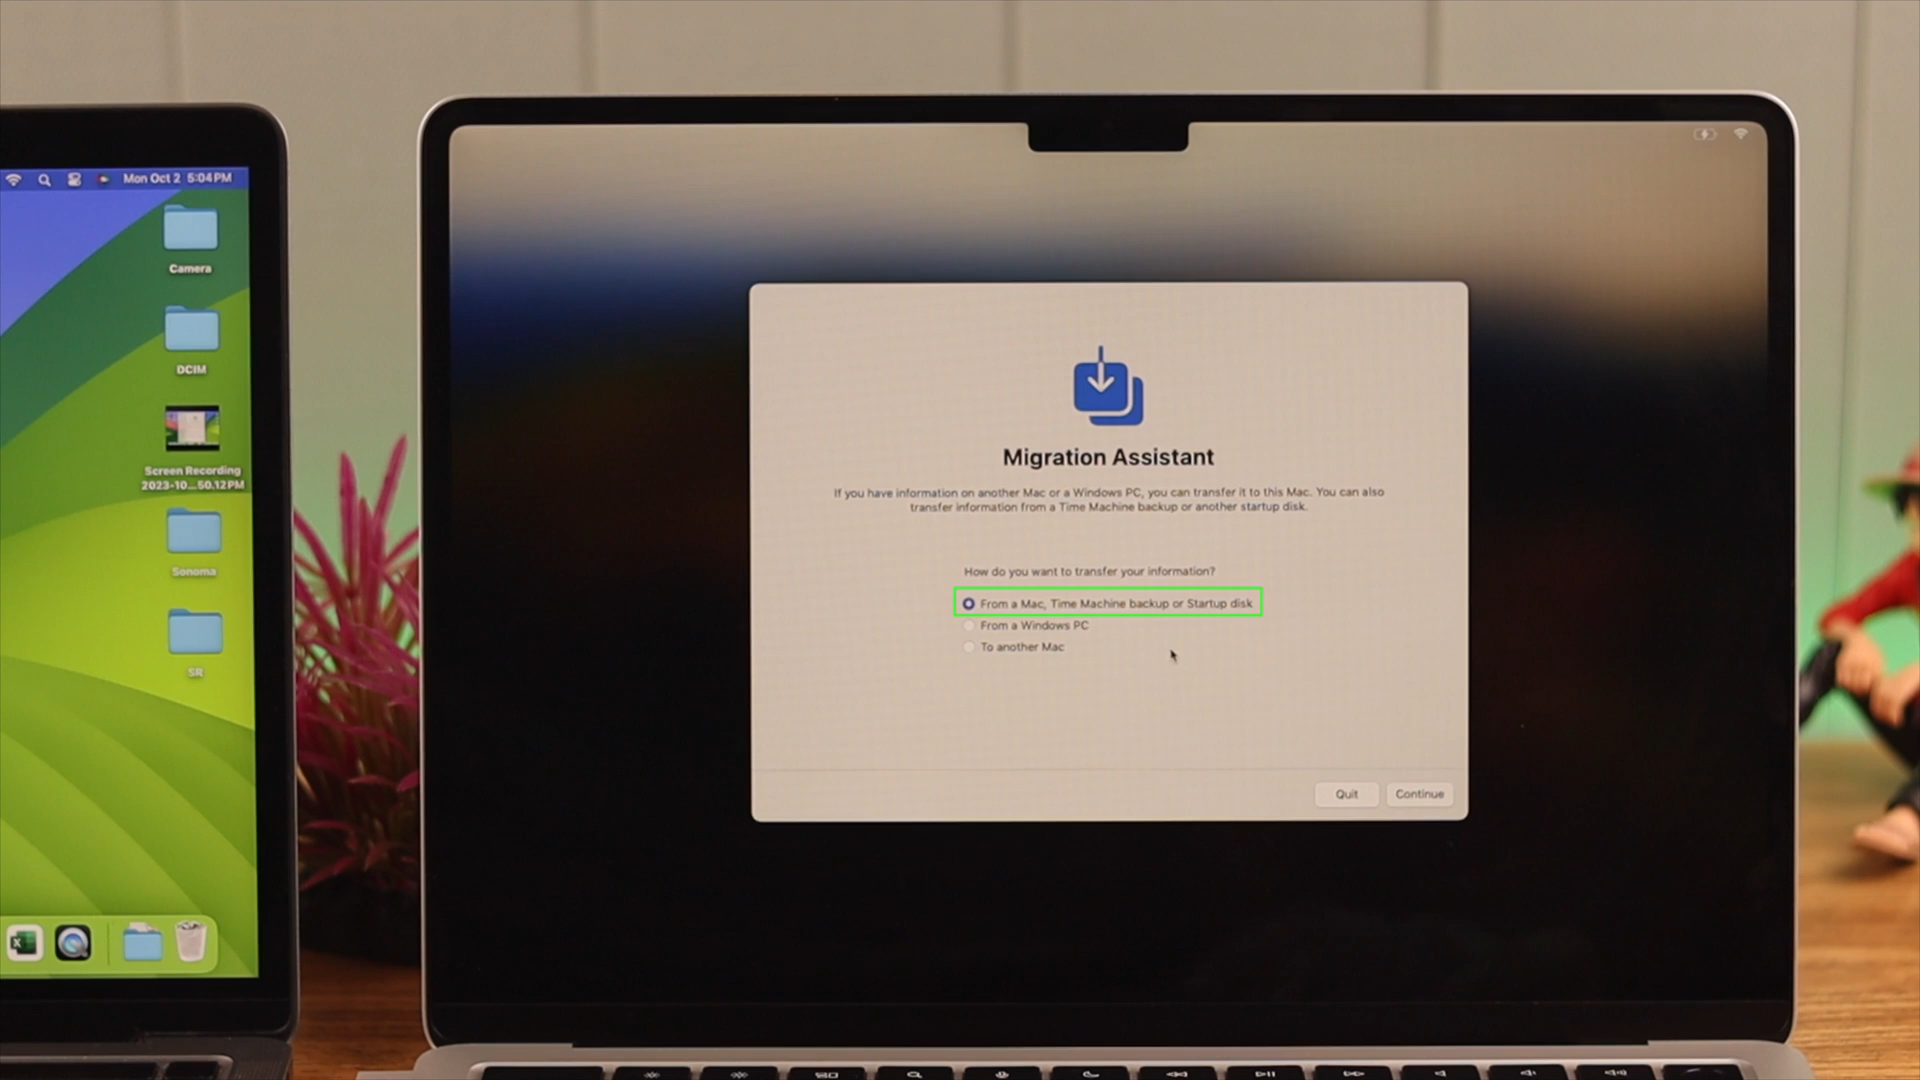 Mon Oct 2 5:04 PM
Camera
DCIM
Screen Recording
2023-10...50.12 PM
Sonoma
SR
Migration Assistant
If you have information on another Mac or a Windows PC, you can transfer it to this Mac. You can also
transfer information from a Time Machine backup or another startup disk.
How do you want to transfer your information?
From a Mac, Time Machine backup or Startup disk
From a Windows PC
To another Mac
Quit
Continue